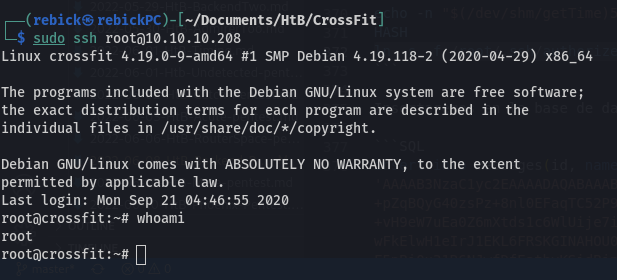 ┌──(rebick㉿rebickPC)-[~/Documents/HtB/CrossFit]
└─$ sudo ssh root@10.10.10.208
Linux crossfit 4.19.0-9-amd64 #1 SMP Debian 4.19.118-2 (2020-04-29) x86_64
The programs included with the Debian GNU/Linux system are free software;
the exact distribution terms for each program are described in the
individual files in /usr/share/doc/*/copyright.
Debian GNU/Linux comes with ABSOLUTELY NO WARRANTY, to the extent
permitted by applicable law.
Last login: Mon Sep 21 04:46:55 2020
root@crossfit:~# whoami
root
root@crossfit:~#